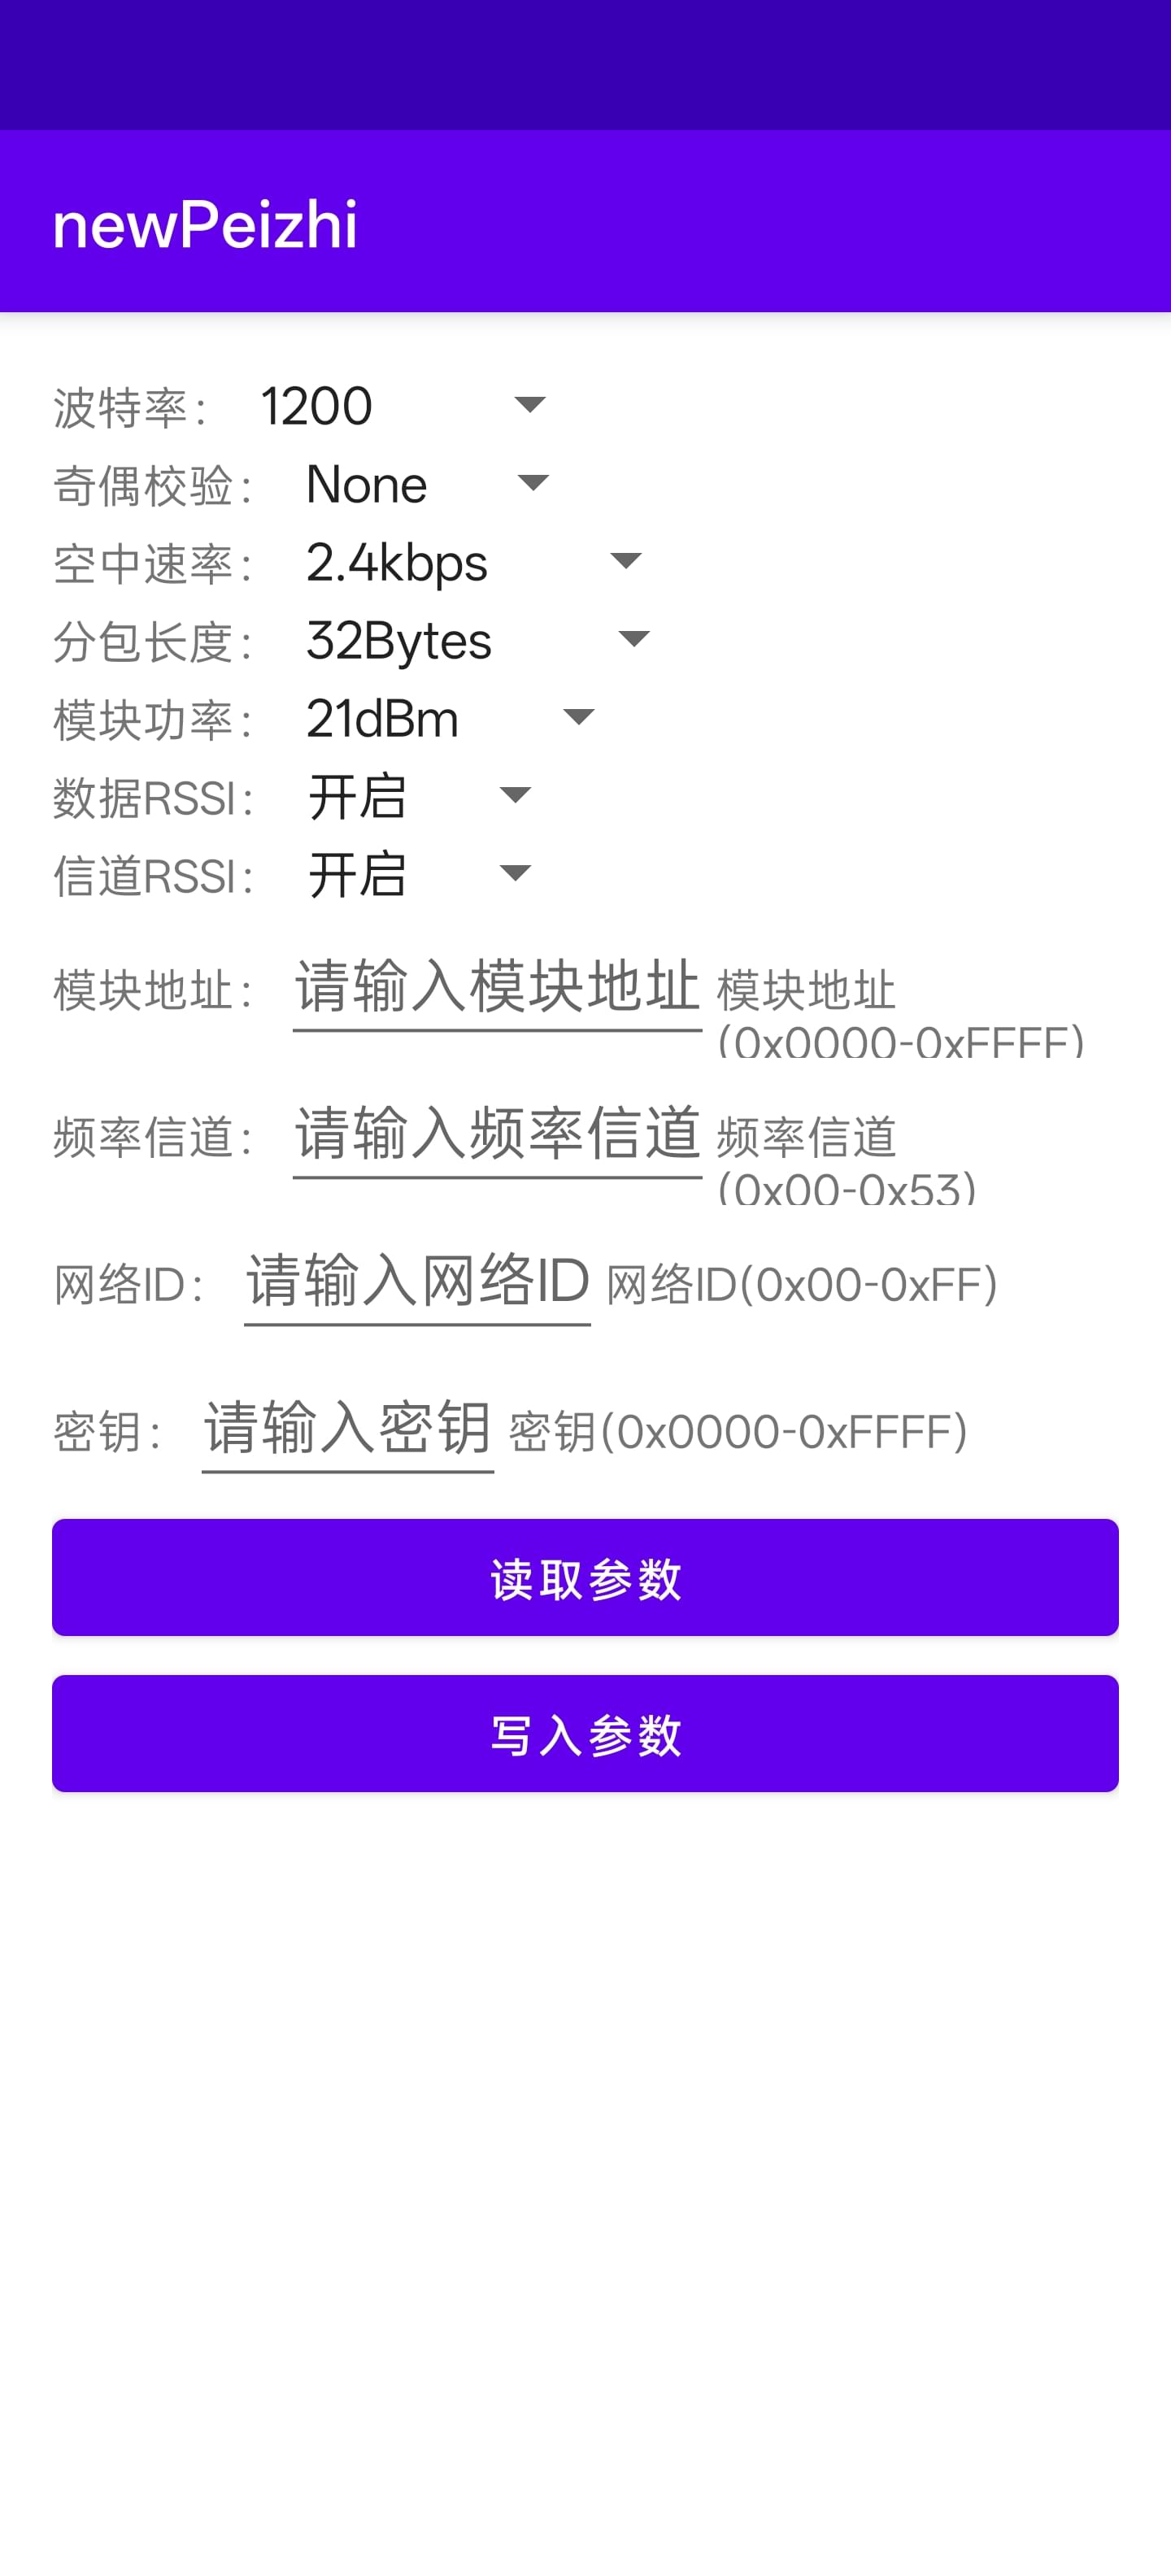 newPeizhi
波特率： 1200
奇偶校验： None
空中速率： 2.4kbps
分包长度： 32Bytes
模块功率： 21dBm
数据RSSI： 开启
信道RSSI： 开启
模块地址： 请输入模块地址 模块地址
(0x0000-0xFFFF)
频率信道： 请输入频率信道 频率信道
(0x00-0x53)
网络ID： 请输入网络ID 网络ID(0x00-0xFF)
密钥： 请输入密钥 密钥(0x0000-0xFFFF)
读取参数
写入参数